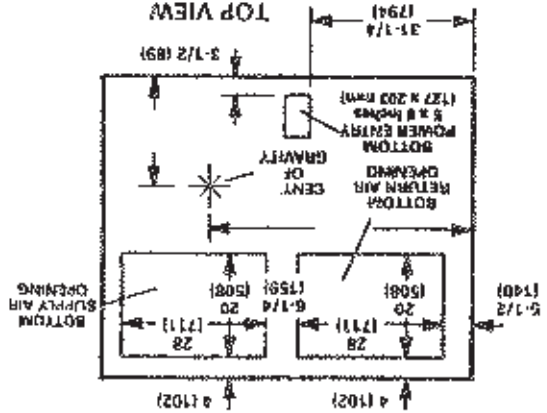 4 (102)
4 (102)
5-1/2
(140)
28
(711)
20
(508)
6-1/4
(159)
28
(711)
20
(508)
BOTTOM
SUPPLY AIR
OPENING
BOTTOM
RETURN AIR
OPENING
CENT
OF
GRAVITY
BOTTOM
POWER ENTRY
5 x 8 inches
(127 x 203 mm)
3-1/2 (89)
31-1/4
(794)
TOP VIEW